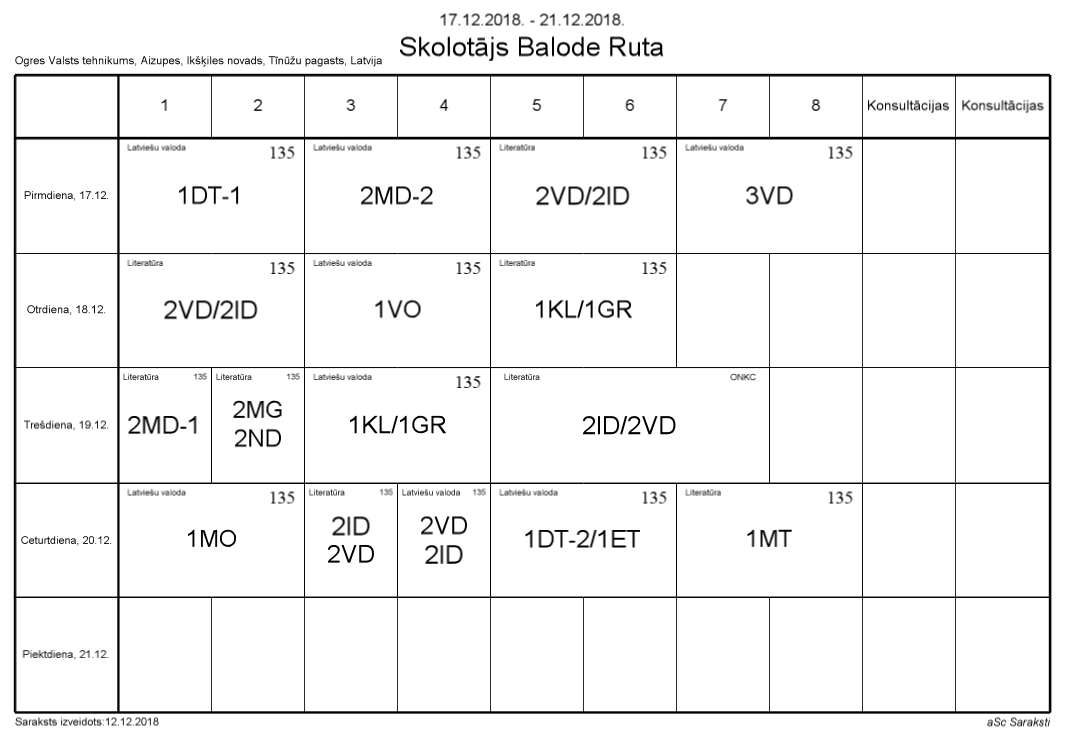 17.12.2018. - 21.12.2018.
Skolotājs Balode Ruta
Ogres Valsts tehnikums, Aizupes, Ikšķiles novads, Tīnūžu pagasts, Latvija
1 2 3 4 5 6 7 8 Konsultācijas Konsultācijas
Pirmdiena, 17.12.
Latviešu valoda 135
1DT-1
Latviešu valoda 135
2MD-2
Literatūra 135
2VD/2ID
Latviešu valoda 135
3VD
Otrdiena, 18.12.
Literatūra 135
2VD/2ID
Latviešu valoda 135
1VO
Literatūra 135
1KL/1GR
Trešdiena, 19.12.
Literatūra 135
2MD-1
Literatūra 135
2MG
2ND
Latviešu valoda 135
1KL/1GR
Literatūra ONKC
2ID/2VD
Ceturtdiena, 20.12.
Latviešu valoda 135
1MO
Literatūra 135
2ID
2VD
Latviešu valoda 135
2VD
2ID
Latviešu valoda 135
1DT-2/1ET
Literatūra 135
1MT
Piektdiena, 21.12.
Saraksts izveidots:12.12.2018
aSc Saraksti